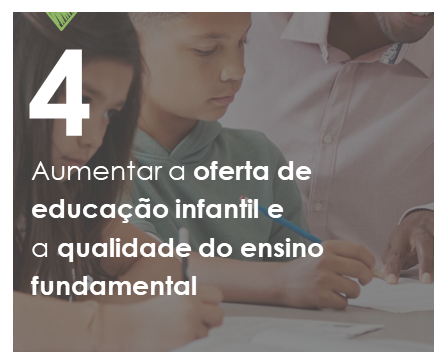 4
Aumentar a oferta de
educação infantil e
a qualidade do ensino
fundamental